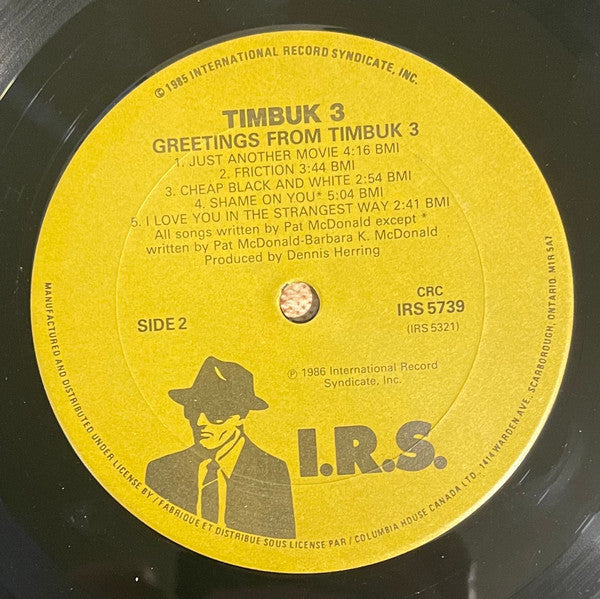 © 1985 INTERNATIONAL RECORD SYNDICATE, INC.
TIMBUK 3
GREETINGS FROM TIMBUK 3
1. JUST ANOTHER MOVIE 4:16 BMI
2. FRICTION 3:44 BMI
3. CHEAP BLACK AND WHITE 2:54 BMI
4. SHAME ON YOU* 5:04 BMI
5. I LOVE YOU IN THE STRANGEST WAY 2:41 BMI
All songs written by Pat McDonald except *
written by Pat McDonald-Barbara K. McDonald
Produced by Dennis Herring
SIDE 2
CRC
IRS 5739
(IRS 5321)
℗ 1986 International Record
Syndicate, Inc.
I.R.S.
MANUFACTURED AND DISTRIBUTED UNDER LICENSE BY / FABRIQUE ET DISTRIBUE SOUS LICENSE PAR / COLUMBIA HOUSE CANADA LTD. 1414 WARDEN AVE. SCARBOROUGH, ONTARIO. M1R 5A7